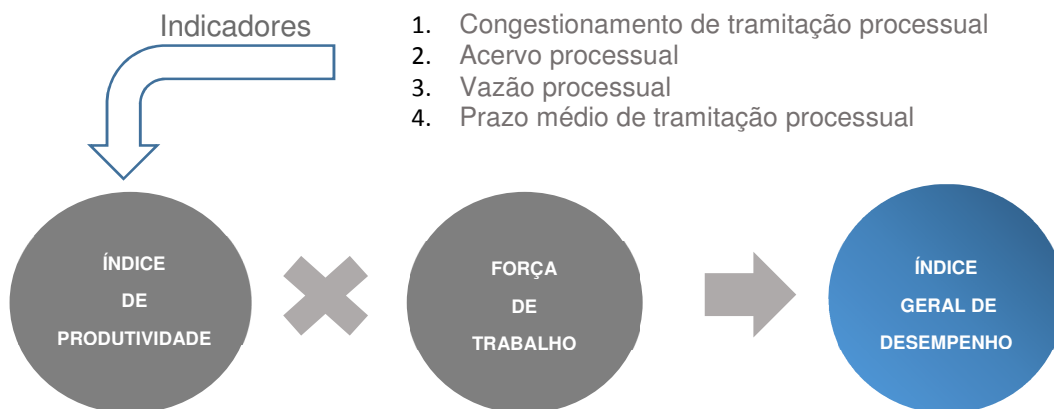 Indicadores
1. Congestionamento de tramitação processual
2. Acervo processual
3. Vazão processual
4. Prazo médio de tramitação processual
ÍNDICE
DE
PRODUTIVIDADE
FORÇA
DE
TRABALHO
ÍNDICE
GERAL DE
DESEMPENHO